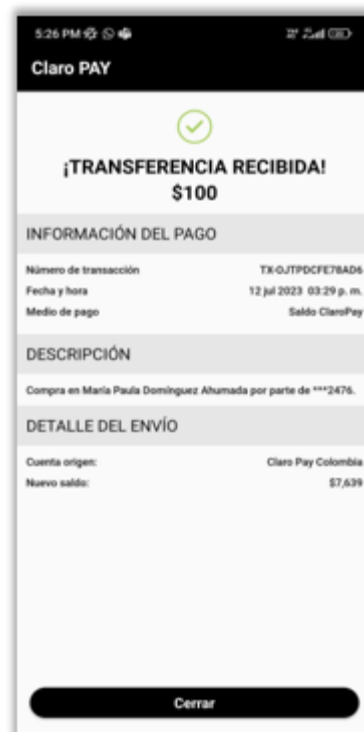 5:26 PM
Claro PAY
¡TRANSFERENCIA RECIBIDA!
$100
INFORMACIÓN DEL PAGO
Número de transacción TX-OJTPDCFE78AD6
Fecha y hora 12 jul 2023 03:29 p. m.
Medio de pago Saldo ClaroPay
DESCRIPCIÓN
Compra en María Paula Domínguez Ahumada por parte de ***2476.
DETALLE DEL ENVÍO
Cuenta origen: Claro Pay Colombia
Nuevo saldo: $7,639
Cerrar